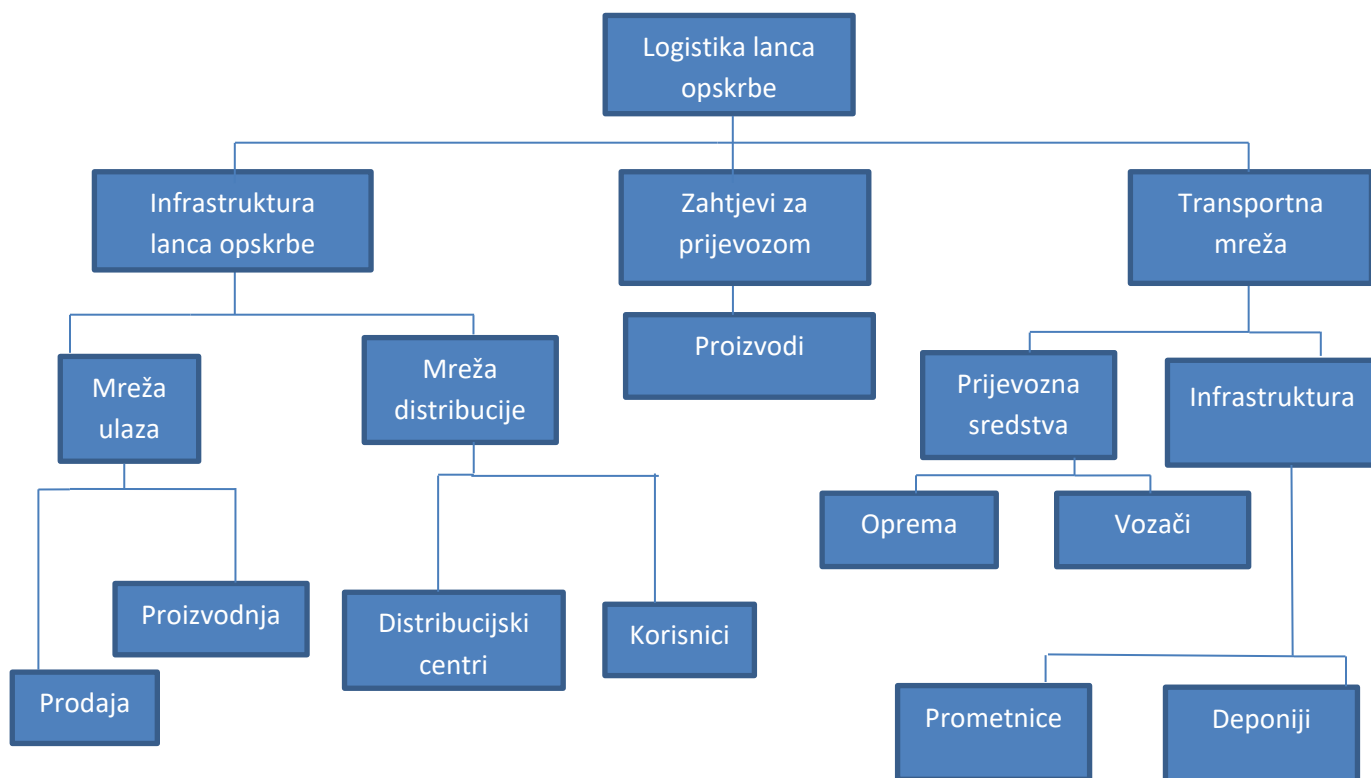 Logistika lanca
opskrbe
Infrastruktura
lanca opskrbe
Zahtjevi za
prijevozom
Transportna
mreža
Mreža
ulaza
Mreža
distribucije
Proizvodi
Prijevozna
sredstva
Infrastruktura
Oprema
Vozači
Prodaja
Proizvodnja
Distribucijski
centri
Korisnici
Prometnice
Deponiji